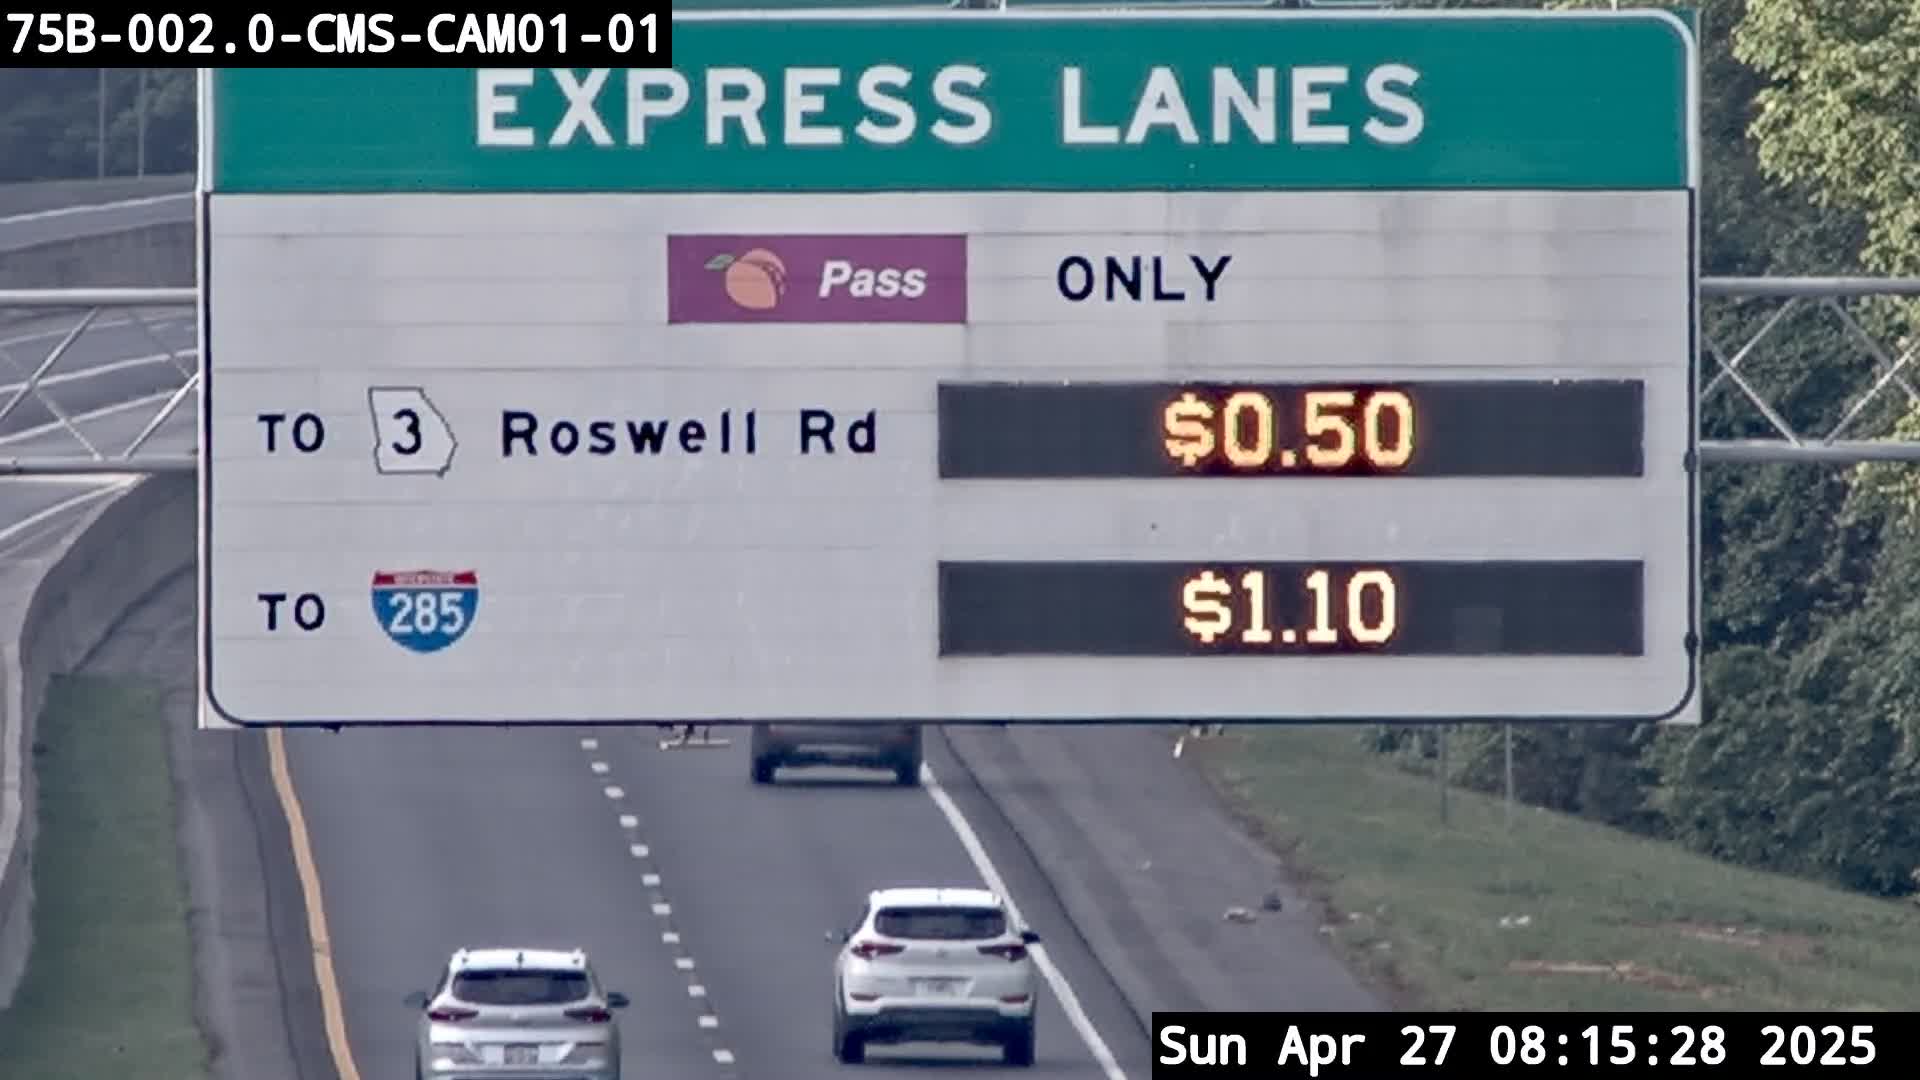 75B-002.0-CMS-CAM01-01
EXPRESS LANES
Pass ONLY
TO 3 Roswell Rd $0.50
INTERSTATE
TO 285 $1.10
Sun Apr 27 08:15:28 2025